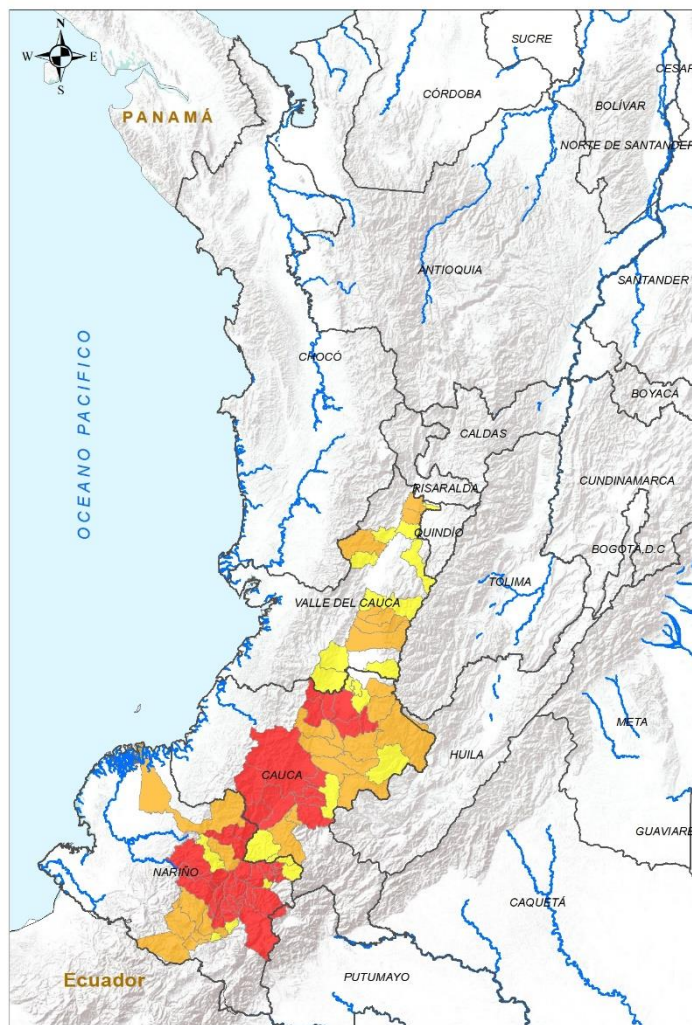 N
W E
S
PANAMÁ
SUCRE
CÓRDOBA
CESAR
BOLÍVAR
NORTE DE SANTANDER
ANTIOQUIA
SANTANDER
OCEANO PACIFICO
CHOCÓ
BOYACÁ
CALDAS
CUNDINAMARCA
RISARALDA
QUINDÍO
BOGOTÁ, D.C
TOLIMA
VALLE DEL CAUCA
META
HUILA
CAUCA
GUAVIARE
NARIÑO
CAQUETÁ
PUTUMAYO
Ecuador